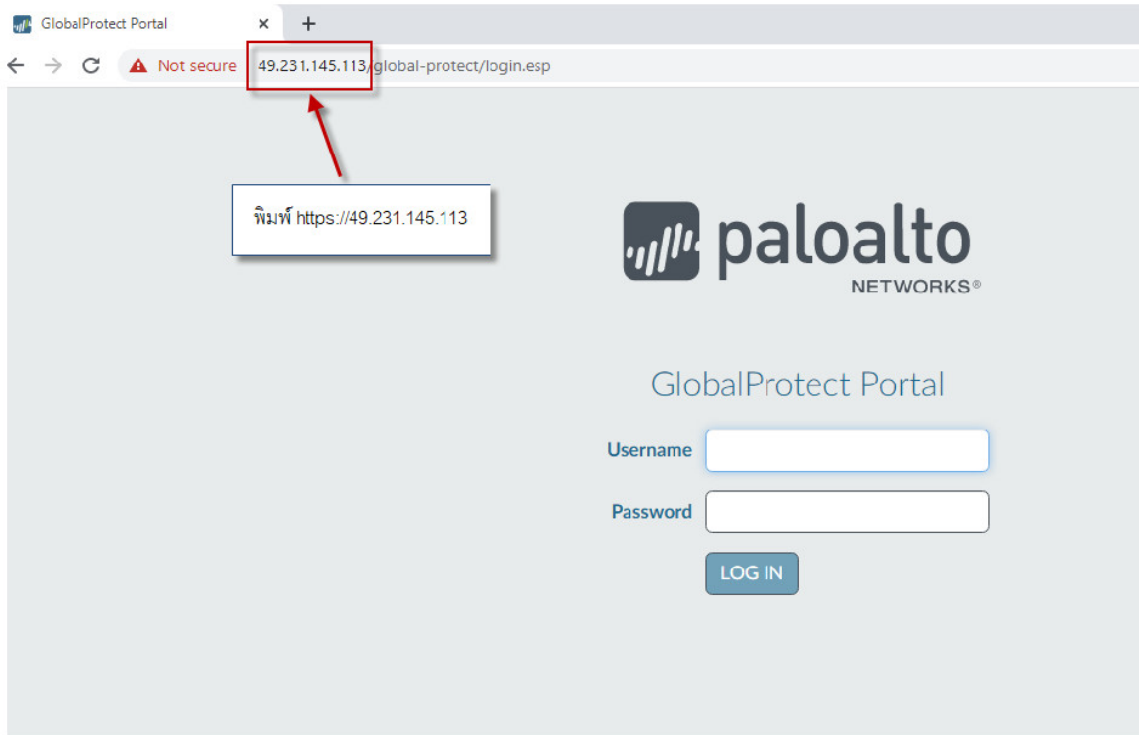 GlobalProtect Portal
Not secure 49.231.145.113/global-protect/login.esp
พิมพ์ https://49.231.145.113
paloalto
NETWORKS®
GlobalProtect Portal
Username
Password
LOG IN